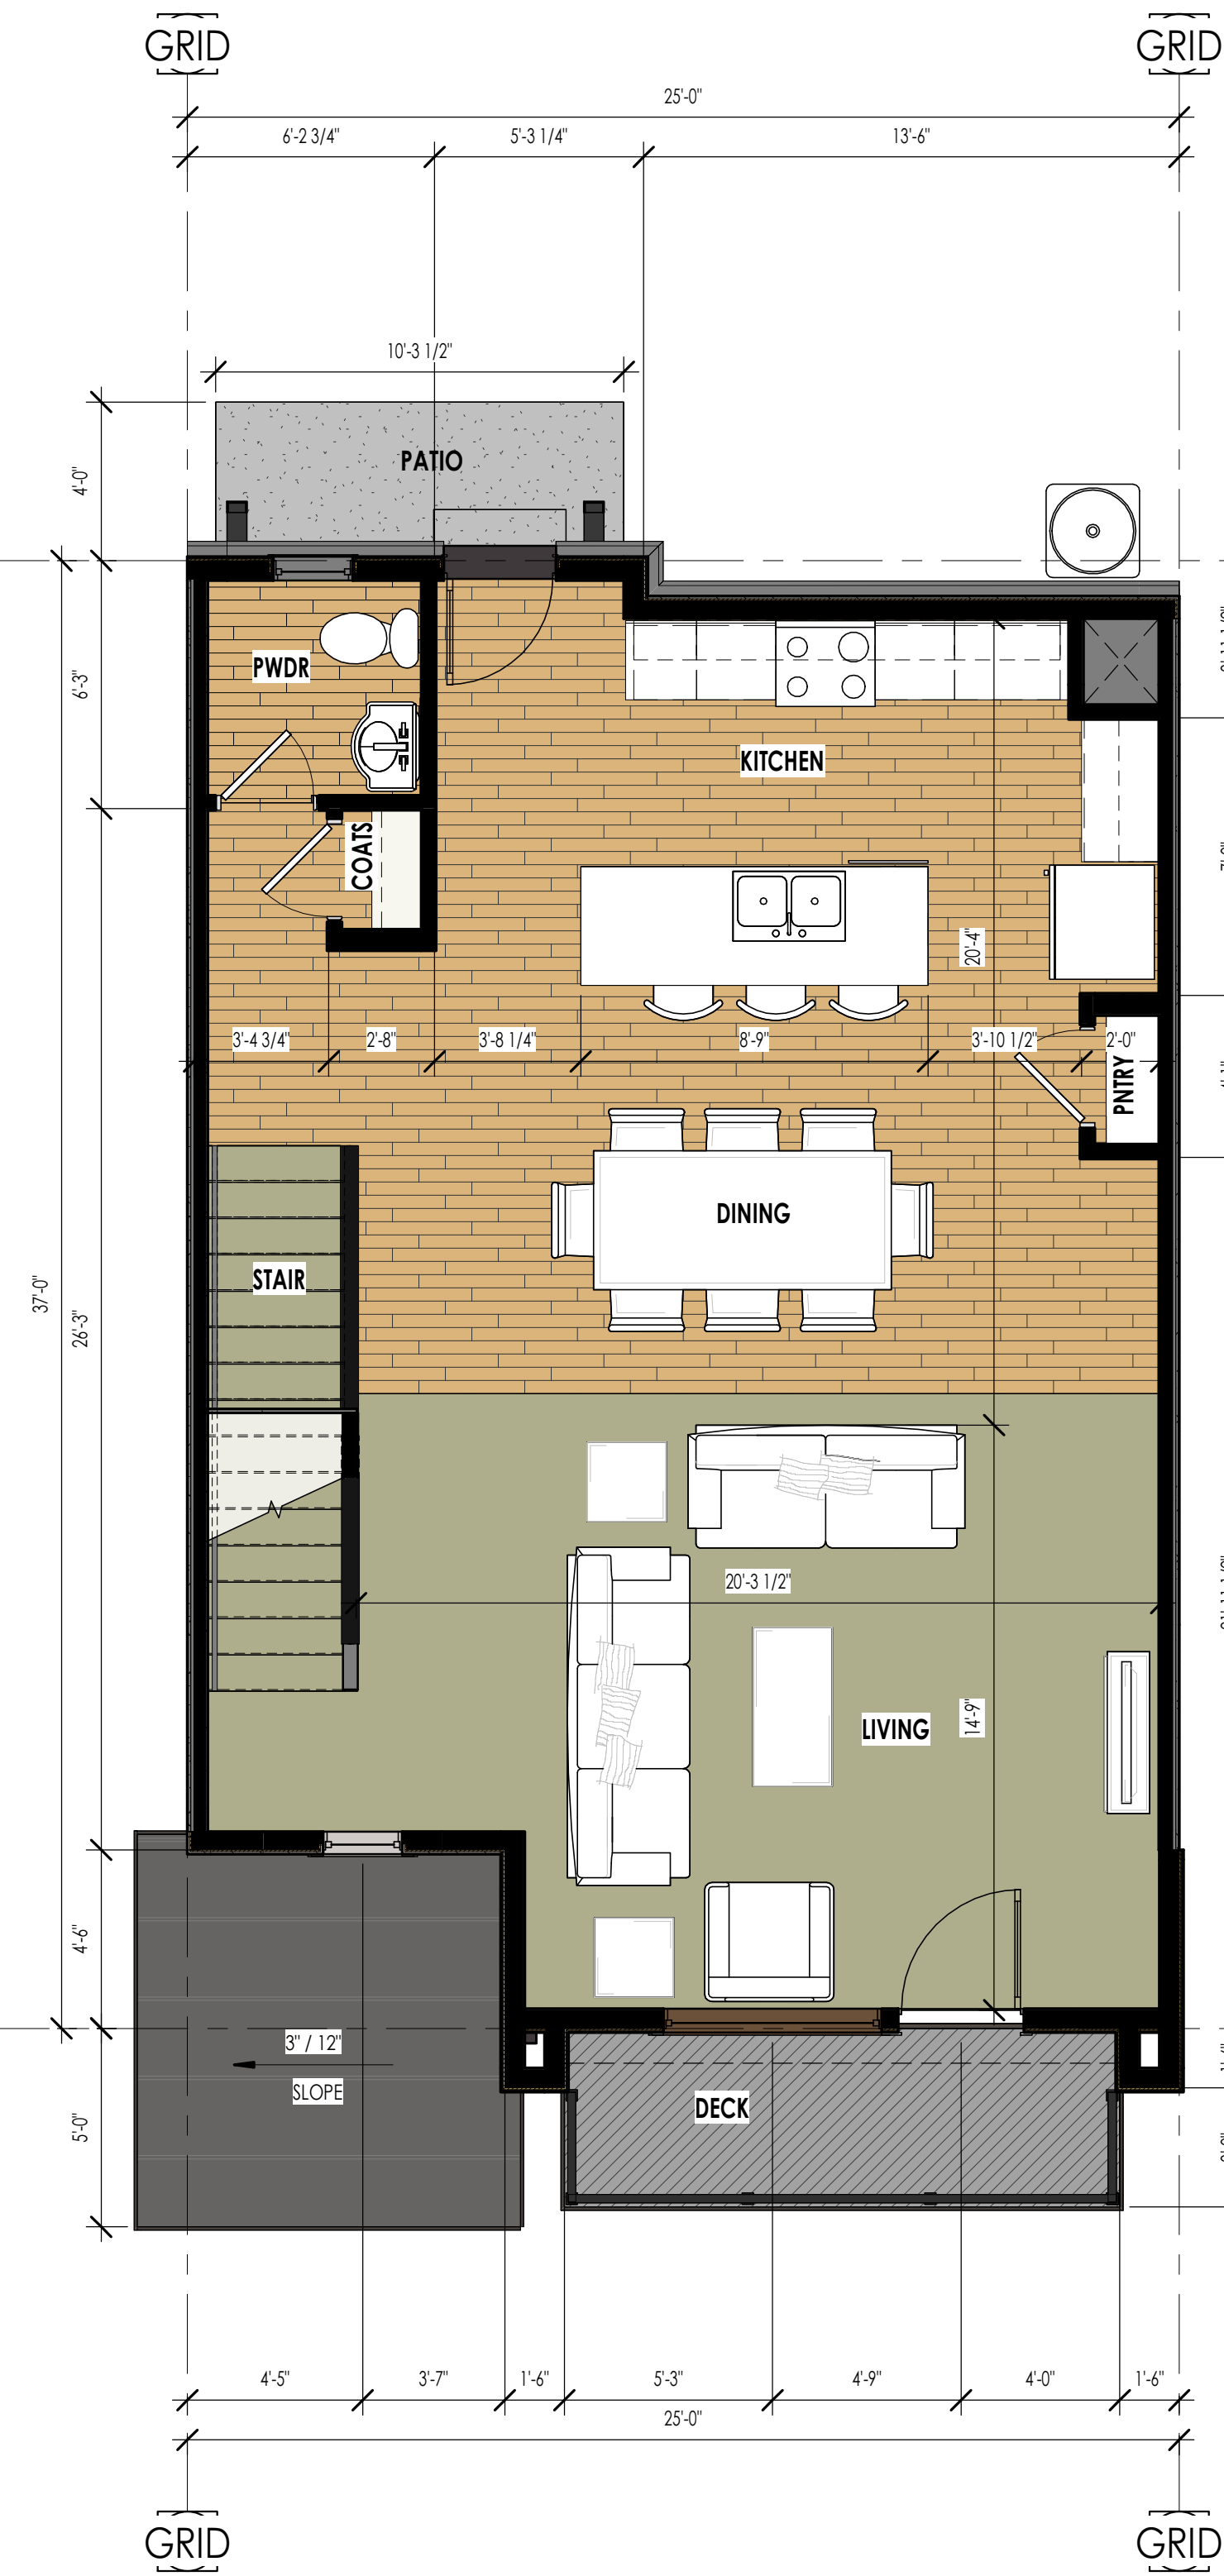 GRID
GRID
25'-0"
6'-2 3/4"
5'-3 1/4"
13'-6"
10'-3 1/2"
PATIO
4'-0"
PWDR
6'-3"
KITCHEN
COATS
20'-4"
3'-4 3/4"
2'-8"
3'-8 1/4"
8'-9"
3'-10 1/2"
2'-0"
PNTRY
DINING
STAIR
37'-0"
26'-3"
20'-3 1/2"
LIVING
14'-9"
4'-6"
3" / 12"
SLOPE
DECK
5'-0"
4'-5"
3'-7"
1'-6"
5'-3"
4'-9"
4'-0"
1'-6"
25'-0"
GRID
GRID